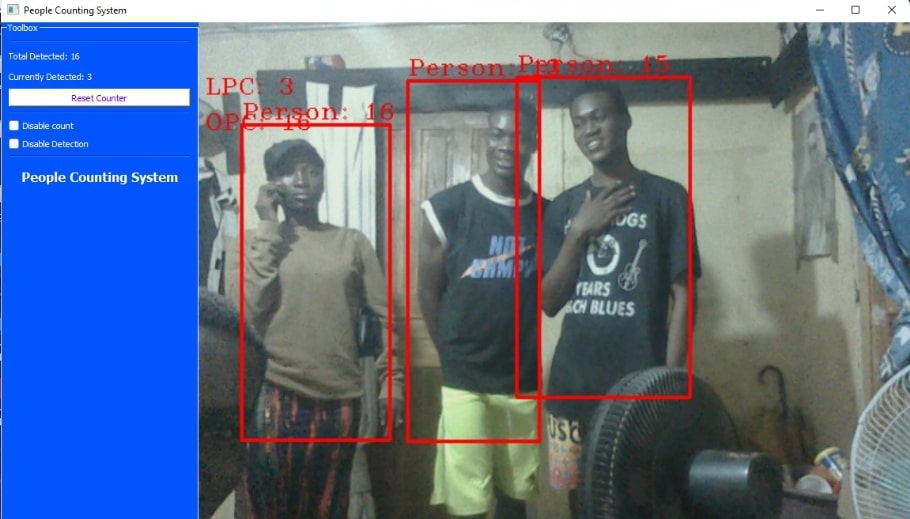 People Counting System
Toolbox
Total Detected: 16
Currently Detected: 3
Reset Counter
Disable count
Disable Detection
People Counting System
LPC: 3
OPC: 16
Person: 16
Person:
Person: 15
NOT
YEARS
BLUES